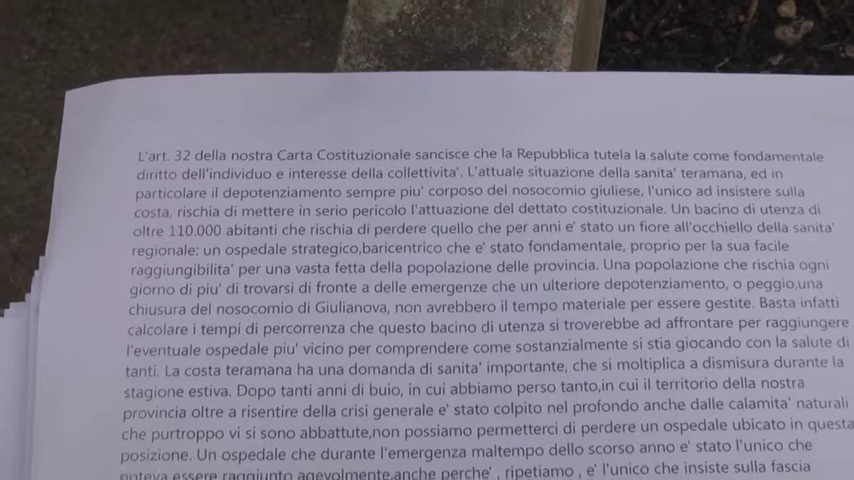 L'art. 32 della nostra Carta Costituzionale sancisce che la Repubblica tutela la salute come fondamentale
diritto dell'individuo e interesse della collettivita'. L'attuale situazione della sanita' teramana, ed in
particolare il depotenziamento sempre piu' corposo del nosocomio giuliese, l'unico ad insistere sulla
costa, rischia di mettere in serio pericolo l'attuazione del dettato costituzionale. Un bacino di utenza di
oltre 110.000 abitanti che rischia di perdere quello che per anni e' stato un fiore all'occhiello della sanita'
regionale: un ospedale strategico,baricentrico che e' stato fondamentale, proprio per la sua facile
raggiungibilita' per una vasta fetta della popolazione delle provincia. Una popolazione che rischia ogni
giorno di piu' di trovarsi di fronte a delle emergenze che un ulteriore depotenziamento, o peggio,una
chiusura del nosocomio di Giulianova, non avrebbero il tempo materiale per essere gestite. Basta infatti
calcolare i tempi di percorrenza che questo bacino di utenza si troverebbe ad affrontare per raggiungere
l'eventuale ospedale piu' vicino per comprendere come sostanzialmente si stia giocando con la salute di
tanti. La costa teramana ha una domanda di sanita' importante, che si moltiplica a dismisura durante la
stagione estiva. Dopo tanti anni di buio, in cui abbiamo perso tanto,in cui il territorio della nostra
provincia oltre a risentire della crisi generale e' stato colpito nel profondo anche dalle calamita' naturali
che purtroppo vi si sono abbattute,non possiamo permetterci di perdere un ospedale ubicato in questa
posizione. Un ospedale che durante l'emergenza maltempo dello scorso anno e' stato l'unico che
poteva essere raggiunto agevolmente,anche perche' , ripetiamo , e' l'unico che insiste sulla fascia